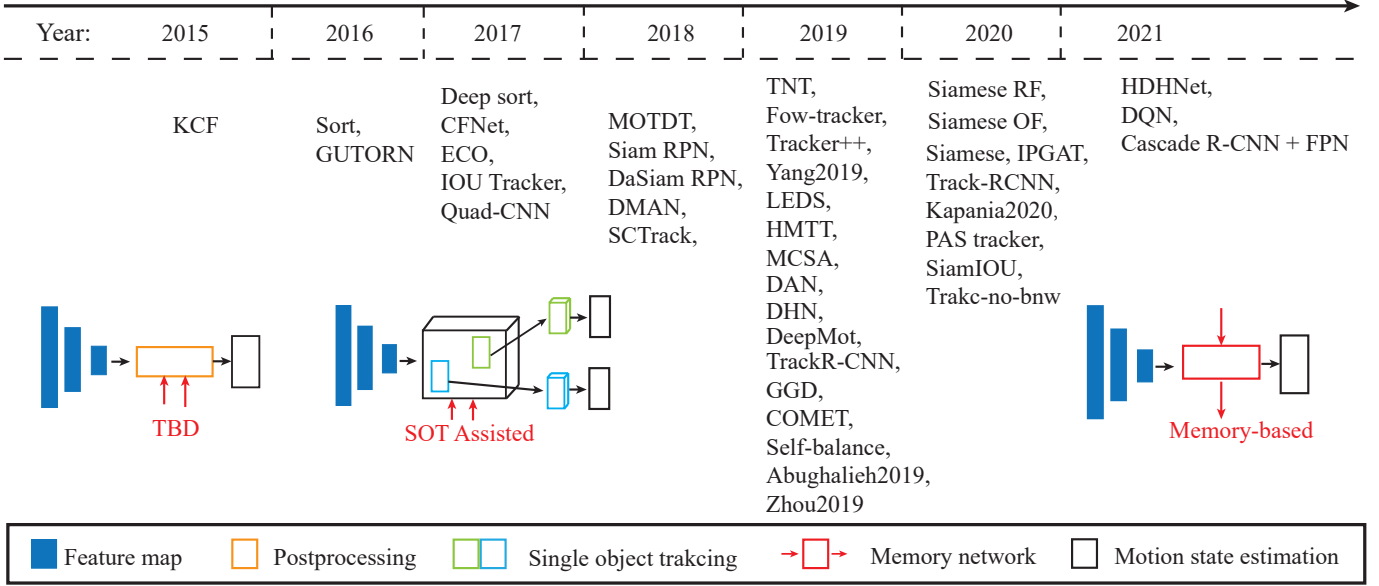 Year: 2015 2016 2017 2018 2019 2020 2021
KCF
Sort,
GUTORN
Deep sort,
CFNet,
ECO,
IOU Tracker,
Quad-CNN
MOTDT,
Siam RPN,
DaSiam RPN,
DMAN,
SCTrack,
TNT,
Fow-tracker,
Tracker++,
Yang2019,
LEDS,
HMTT,
MCSA,
DAN,
DHN,
DeepMot,
TrackR-CNN,
GGD,
COMET,
Self-balance,
Abughalieh2019,
Zhou2019
Siamese RF,
Siamese OF,
Siamese, IPGAT,
Track-RCNN,
Kapania2020,
PAS tracker,
SiamIOU,
Trakc-no-bnw
HDHNet,
DQN,
Cascade R-CNN + FPN
TBD
SOT Assisted
Memory-based
Feature map
Postprocessing
Single object trakcing
Memory network
Motion state estimation